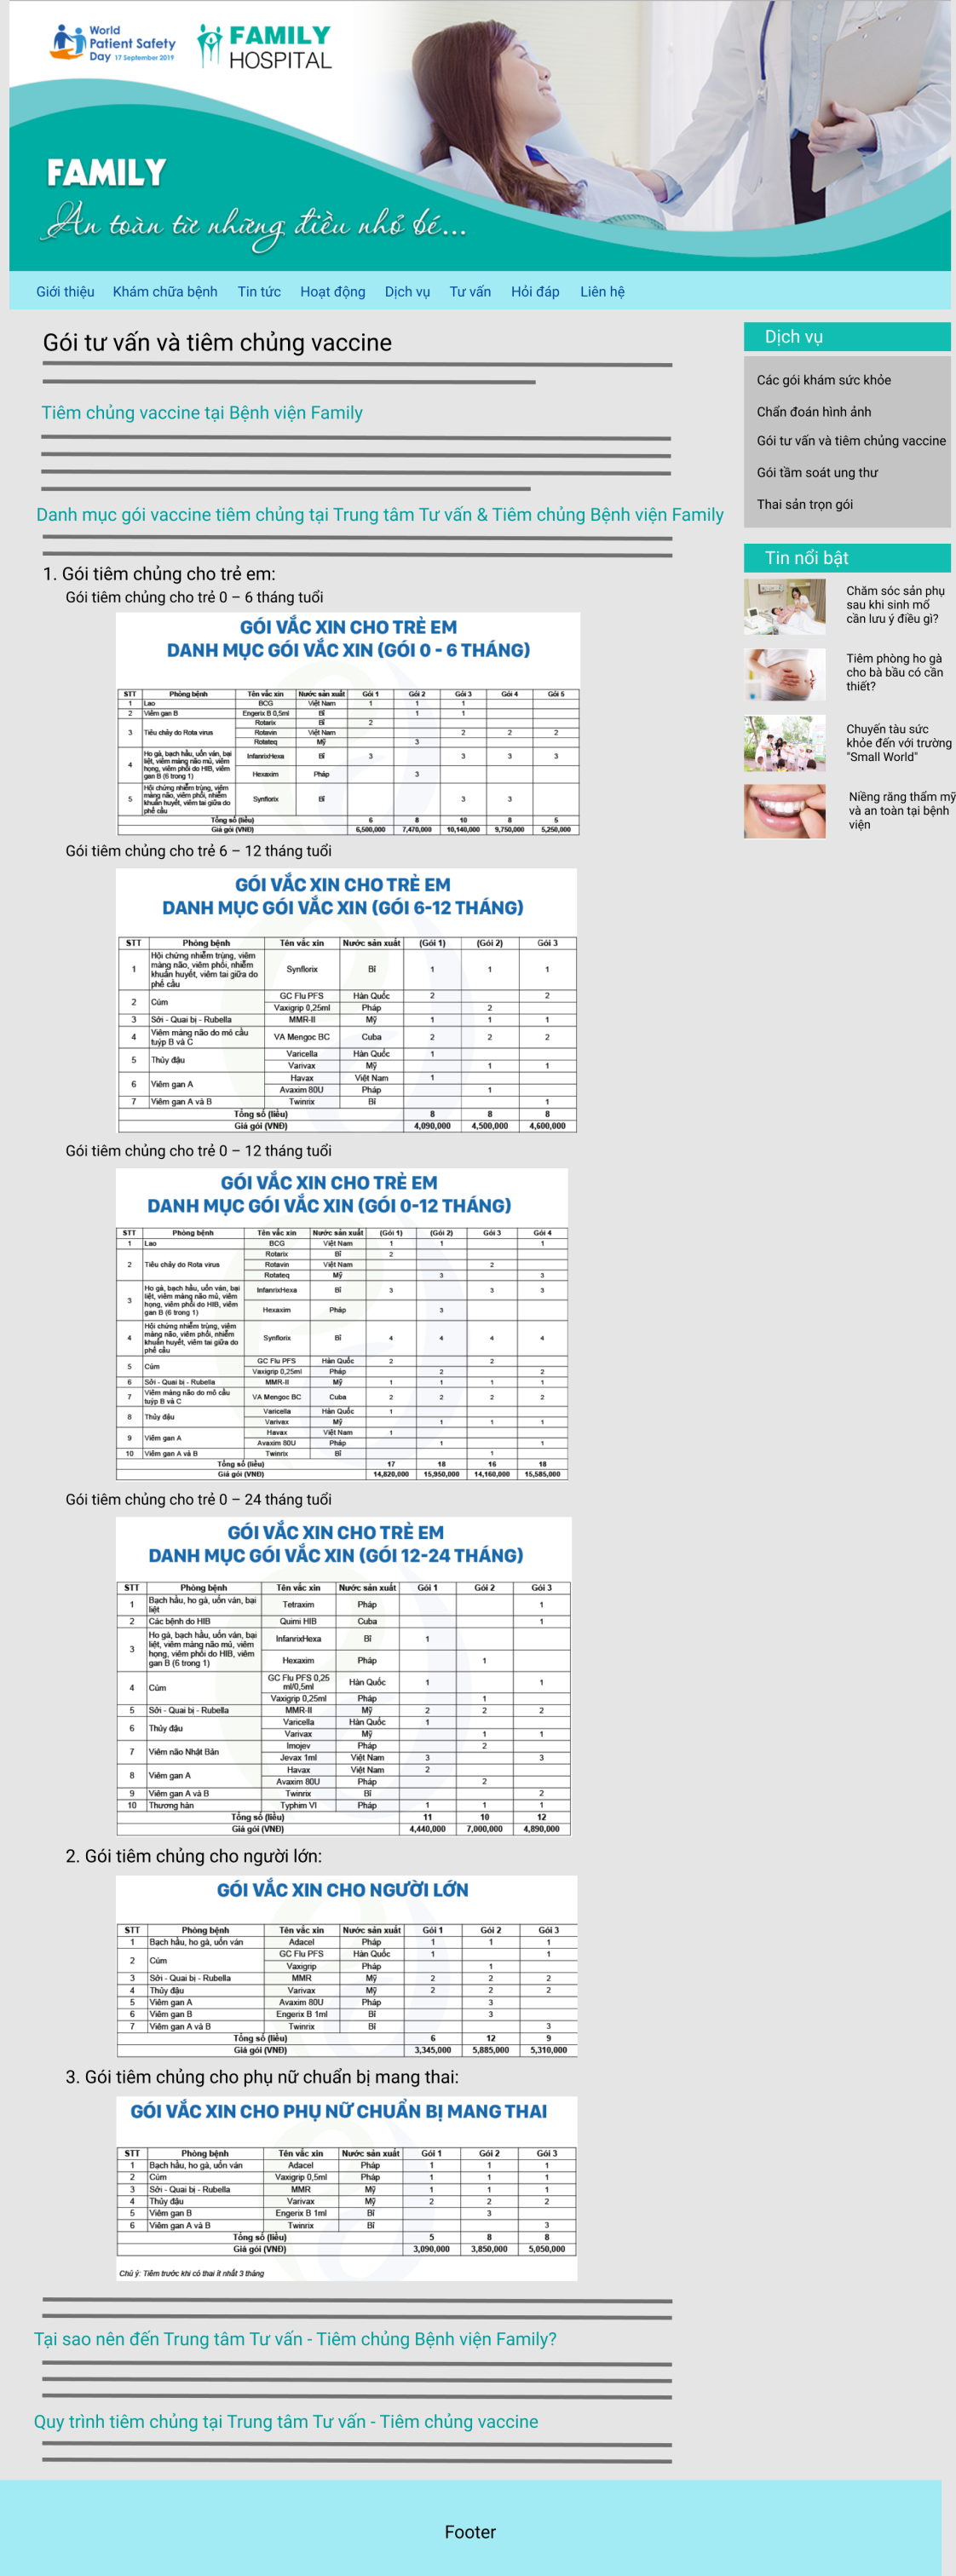 World
Patient Safety
Day 17 September 2019
FAMILY
HOSPITAL
FAMILY
An toàn từ những điều nhỏ bé...
Giới thiệu Khám chữa bệnh Tin tức Hoạt động Dịch vụ Tư vấn Hỏi đáp Liên hệ
Gói tư vấn và tiêm chủng vaccine
Tiêm chủng vaccine tại Bệnh viện Family
Danh mục gói vaccine tiêm chủng tại Trung tâm Tư vấn & Tiêm chủng Bệnh viện Family
1. Gói tiêm chủng cho trẻ em:
Gói tiêm chủng cho trẻ 0 – 6 tháng tuổi
GÓI VẮC XIN CHO TRẺ EM
DANH MỤC GÓI VẮC XIN (GÓI 0 - 6 THÁNG)
STT Phòng bệnh Tên vắc xin Nước sản xuất Gói 1 Gói 2 Gói 3 Gói 4 Gói 5
1 Lao BCG Việt Nam 1 1 1
2 Viêm gan B Engerix B 0,5ml Bỉ 1 1
Rotarix Bỉ 2
3 Tiêu chảy do Rota virus Rotavin Việt Nam 2 2 2
Rotateq Mỹ 3
4 Ho gà, bạch hầu, uốn ván, bại liệt, viêm màng não mủ, viêm họng, viêm phổi do HIB, viêm gan B (6 trong 1) InfanrixHexa Bỉ 3 3 3 3
Hexaxim Pháp 3
5 Hội chứng nhiễm trùng, viêm màng não, viêm phổi, nhiễm khuẩn huyết, viêm tai giữa do phế cầu Synflorix Bỉ 3 3
Tổng số (liều) 6 8 10 8 5
Giá gói (VNĐ) 6,500,000 7,470,000 10,140,000 9,750,000 5,250,000
Gói tiêm chủng cho trẻ 6 – 12 tháng tuổi
GÓI VẮC XIN CHO TRẺ EM
DANH MỤC GÓI VẮC XIN (GÓI 6-12 THÁNG)
STT Phòng bệnh Tên vắc xin Nước sản xuất (Gói 1) (Gói 2) Gói 3
1 Hội chứng nhiễm trùng, viêm màng não, viêm phổi, nhiễm khuẩn huyết, viêm tai giữa do phế cầu Synflorix Bỉ 1 1 1
2 Cúm GC Flu PFS Hàn Quốc 2 2
Vaxigrip 0,25ml Pháp 2
3 Sởi - Quai bị - Rubella MMR-II Mỹ 1 1 1
4 Viêm màng não do mô cầu tuýp B và C VA Mengoc BC Cuba 2 2 2
5 Thủy đậu Varicella Hàn Quốc 1
Varivax Mỹ 1 1
6 Viêm gan A Havax Việt Nam 1
Avaxim 80U Pháp 1
7 Viêm gan A và B Twinrix Bỉ 1
Tổng số (liều) 8 8 8
Giá gói (VNĐ) 4,090,000 4,500,000 4,600,000
Gói tiêm chủng cho trẻ 0 – 12 tháng tuổi
GÓI VẮC XIN CHO TRẺ EM
DANH MỤC GÓI VẮC XIN (GÓI 0-12 THÁNG)
STT Phòng bệnh Tên vắc xin Nước sản xuất (Gói 1) (Gói 2) Gói 3 Gói 4
1 Lao BCG Việt Nam 1 1 1
Rotarix Bỉ 2
2 Tiêu chảy do Rota virus Rotavin Việt Nam 2
Rotateq Mỹ 3 3
3 Ho gà, bạch hầu, uốn ván, bại liệt, viêm màng não mủ, viêm họng, viêm phổi do HIB, viêm gan B (6 trong 1) InfanrixHexa Bỉ 3 3 3
Hexaxim Pháp 3
4 Hội chứng nhiễm trùng, viêm màng não, viêm phổi, nhiễm khuẩn huyết, viêm tai giữa do phế cầu Synflorix Bỉ 4 4 4 4
5 Cúm GC Flu PFS Hàn Quốc 2 2
Vaxigrip 0,25ml Pháp 2 2
6 Sởi - Quai bị - Rubella MMR-II Mỹ 1 1 1 1
7 Viêm màng não do mô cầu tuýp B và C VA Mengoc BC Cuba 2 2 2 2
8 Thủy đậu Varicella Hàn Quốc 1
Varivax Mỹ 1 1 1
9 Viêm gan A Havax Việt Nam 1
Avaxim 80U Pháp 1 1
10 Viêm gan A và B Twinrix Bỉ 1
Tổng số (liều) 17 18 16 18
Giá gói (VNĐ) 14,820,000 15,950,000 14,160,000 15,585,000
Gói tiêm chủng cho trẻ 0 – 24 tháng tuổi
GÓI VẮC XIN CHO TRẺ EM
DANH MỤC GÓI VẮC XIN (GÓI 12-24 THÁNG)
STT Phòng bệnh Tên vắc xin Nước sản xuất Gói 1 Gói 2 Gói 3
1 Bạch hầu, ho gà, uốn ván, bại liệt Tetraxim Pháp 1
2 Các bệnh do HIB Quimi HIB Cuba 1
3 Ho gà, bạch hầu, uốn ván, bại liệt, viêm màng não mủ, viêm họng, viêm phổi do HIB, viêm gan B (6 trong 1) InfanrixHexa Bỉ 1
Hexaxim Pháp 1
4 Cúm GC Flu PFS 0,25 ml/0,5ml Hàn Quốc 1 1
Vaxigrip 0,25ml Pháp 1
5 Sởi - Quai bị - Rubella MMR-II Mỹ 2 2 2
6 Thủy đậu Varicella Hàn Quốc 1
Varivax Mỹ 1 1
7 Viêm não Nhật Bản Imojev Pháp 2
Jevax 1ml Việt Nam 3 3
8 Viêm gan A Havax Việt Nam 2
Avaxim 80U Pháp 2
9 Viêm gan A và B Twinrix Bỉ 2
10 Thương hàn Typhim VI Pháp 1 1 1
Tổng số (liều) 11 10 12
Giá gói (VNĐ) 4,440,000 7,000,000 4,890,000
2. Gói tiêm chủng cho người lớn:
GÓI VẮC XIN CHO NGƯỜI LỚN
STT Phòng bệnh Tên vắc xin Nước sản xuất Gói 1 Gói 2 Gói 3
1 Bạch hầu, ho gà, uốn ván Adacel Pháp 1 1 1
2 Cúm GC Flu PFS Hàn Quốc 1 1
Vaxigrip Pháp 1
3 Sởi - Quai bị - Rubella MMR Mỹ 2 2 2
4 Thủy đậu Varivax Mỹ 2 2 2
5 Viêm gan A Avaxim 80U Pháp 3
6 Viêm gan B Engerix B 1ml Bỉ 3
7 Viêm gan A và B Twinrix Bỉ 3
Tổng số (liều) 6 12 9
Giá gói (VNĐ) 3,345,000 5,885,000 5,310,000
3. Gói tiêm chủng cho phụ nữ chuẩn bị mang thai:
GÓI VẮC XIN CHO PHỤ NỮ CHUẨN BỊ MANG THAI
STT Phòng bệnh Tên vắc xin Nước sản xuất Gói 1 Gói 2 Gói 3
1 Bạch hầu, ho gà, uốn ván Adacel Pháp 1 1 1
2 Cúm Vaxigrip 0,5ml Pháp 1 1 1
3 Sởi - Quai bị - Rubella MMR Mỹ 1 1 1
4 Thủy đậu Varivax Mỹ 2 2 2
5 Viêm gan B Engerix B 1ml Bỉ 3
6 Viêm gan A và B Twinrix Bỉ 3
Tổng số (liều) 5 8 8
Giá gói (VNĐ) 3,090,000 3,850,000 5,050,000
Chú ý: Tiêm trước khi có thai ít nhất 3 tháng
Tại sao nên đến Trung tâm Tư vấn - Tiêm chủng Bệnh viện Family?
Quy trình tiêm chủng tại Trung tâm Tư vấn - Tiêm chủng vaccine
Dịch vụ
Các gói khám sức khỏe
Chẩn đoán hình ảnh
Gói tư vấn và tiêm chủng vaccine
Gói tầm soát ung thư
Thai sản trọn gói
Tin nổi bật
Chăm sóc sản phụ
sau khi sinh mổ
cần lưu ý điều gì?
Tiêm phòng ho gà
cho bà bầu có cần
thiết?
Chuyến tàu sức
khỏe đến với trường
"Small World"
Niềng răng thẩm mỹ
và an toàn tại bệnh
viện
Footer